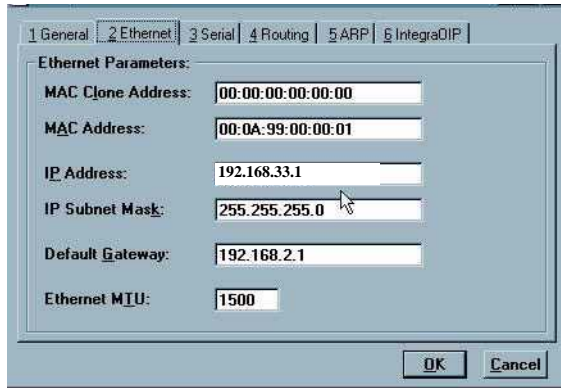 1 General 2 Ethernet 3 Serial 4 Routing 5 ARP 6 IntegraOIP
Ethernet Parameters:
MAC Clone Address: 00:00:00:00:00:00
MAC Address: 00:0A:99:00:00:01
IP Address: 192.168.33.1
IP Subnet Mask: 255.255.255.0
Default Gateway: 192.168.2.1
Ethernet MTU: 1500
OK Cancel